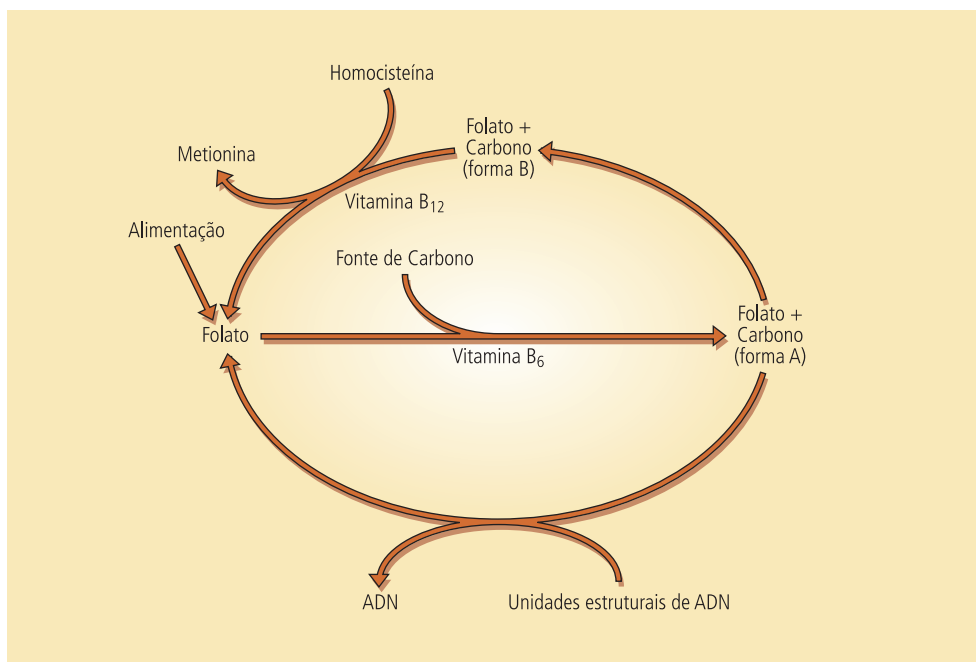 Homocisteína
Folato +
Carbono
(forma B)
Metionina
Vitamina B12
Alimentação
Fonte de Carbono
Folato
Vitamina B6
Folato +
Carbono
(forma A)
ADN
Unidades estruturais de ADN